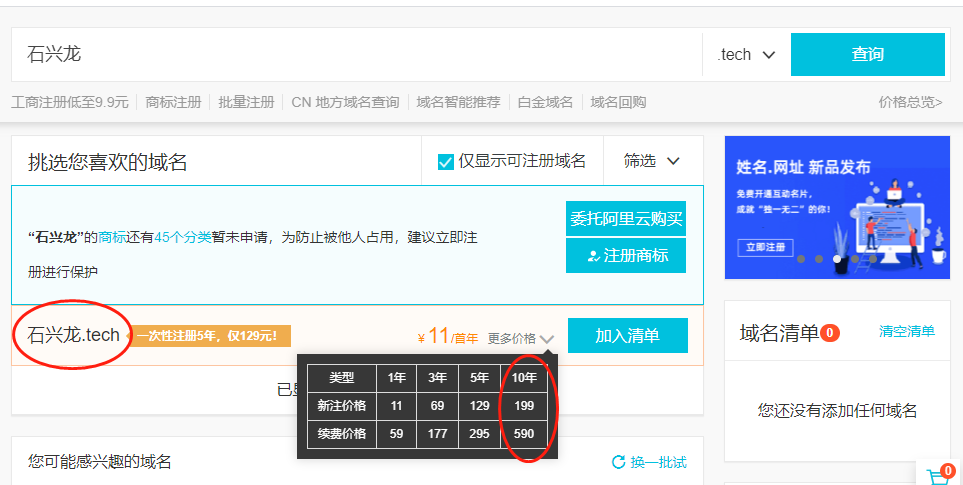 石兴龙 .tech 查询
工商注册低至9.9元 商标注册 批量注册 CN 地方域名查询 域名智能推荐 白金域名 域名回购 价格总览>
挑选您喜欢的域名 仅显示可注册域名 筛选
“石兴龙”的商标还有45个分类暂未申请，为防止被他人占用，建议立即注
册进行保护
委托阿里云购买
注册商标
石兴龙.tech 一次性注册5年，仅129元！ ¥ 11/首年 更多价格 加入清单
类型 1年 3年 5年 10年
新注价格 11 69 129 199
续费价格 59 177 295 590
已
您可能感兴趣的域名 换一批试
姓名.网址 新品发布
免费开通互动名片，
成就“独一无二”的你！
立即注册
域名清单 0 清空清单
您还没有添加任何域名
0